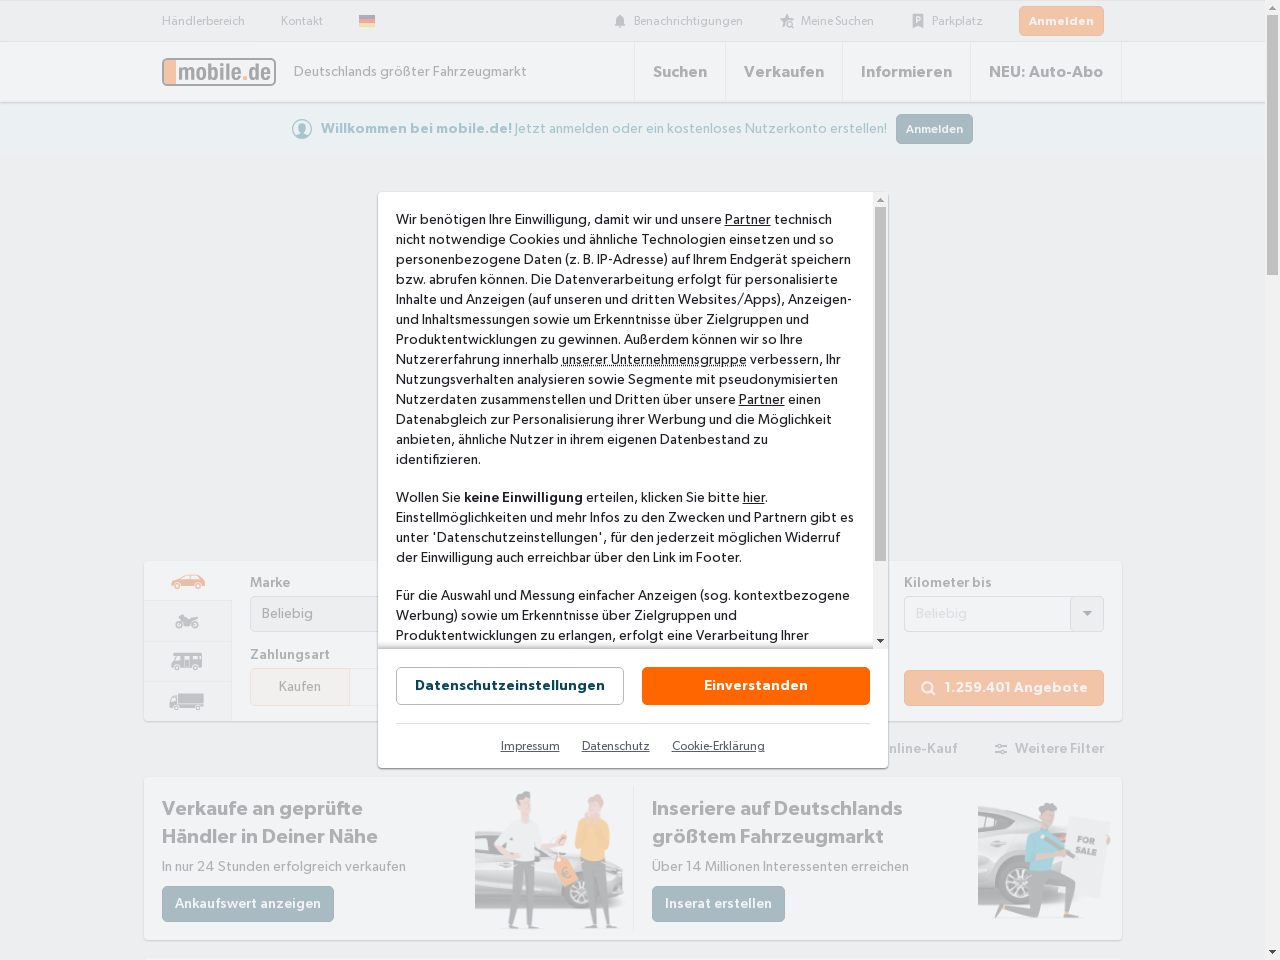 Händlerbereich Kontakt Benachrichtigungen Meine Suchen Parkplatz Anmelden
mobile.de Deutschlands größter Fahrzeugmarkt Suchen Verkaufen Informieren NEU: Auto-Abo
Willkommen bei mobile.de! Jetzt anmelden oder ein kostenloses Nutzerkonto erstellen! Anmelden
Wir benötigen Ihre Einwilligung, damit wir und unsere Partner technisch
nicht notwendige Cookies und ähnliche Technologien einsetzen und so
personenbezogene Daten (z. B. IP-Adresse) auf Ihrem Endgerät speichern
bzw. abrufen können. Die Datenverarbeitung erfolgt für personalisierte
Inhalte und Anzeigen (auf unseren und dritten Websites/Apps), Anzeigen-
und Inhaltsmessungen sowie um Erkenntnisse über Zielgruppen und
Produktentwicklungen zu gewinnen. Außerdem können wir so Ihre
Nutzererfahrung innerhalb unserer Unternehmensgruppe verbessern, Ihr
Nutzungsverhalten analysieren sowie Segmente mit pseudonymisierten
Nutzerdaten zusammenstellen und Dritten über unsere Partner einen
Datenabgleich zur Personalisierung ihrer Werbung und die Möglichkeit
anbieten, ähnliche Nutzer in ihrem eigenen Datenbestand zu
identifizieren.
Wollen Sie keine Einwilligung erteilen, klicken Sie bitte hier.
Einstellmöglichkeiten und mehr Infos zu den Zwecken und Partnern gibt es
unter 'Datenschutzeinstellungen', für den jederzeit möglichen Widerruf
der Einwilligung auch erreichbar über den Link im Footer.
Für die Auswahl und Messung einfacher Anzeigen (sog. kontextbezogene
Werbung) sowie um Erkenntnisse über Zielgruppen und
Produktentwicklungen zu erlangen, erfolgt eine Verarbeitung Ihrer
Datenschutzeinstellungen Einverstanden
Impressum Datenschutz Cookie-Erklärung
Marke Kilometer bis
Beliebig Beliebig
Zahlungsart
Kaufen 1.259.401 Angebote
nline-Kauf Weitere Filter
Verkaufe an geprüfte
Händler in Deiner Nähe
In nur 24 Stunden erfolgreich verkaufen
Ankaufswert anzeigen
Inseriere auf Deutschlands
größtem Fahrzeugmarkt
Über 14 Millionen Interessenten erreichen
Inserat erstellen
FOR
SALE